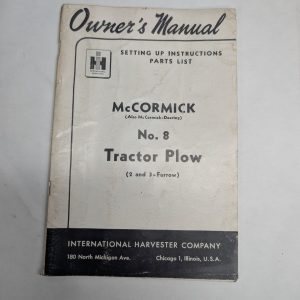 Owner's Manual
SETTING UP INSTRUCTIONS
PARTS LIST
IH
McCORMICK
(Also McCormick-Deering)
No. 8
Tractor Plow
(2 and 3-Furrow)
INTERNATIONAL HARVESTER COMPANY
180 North Michigan Ave. Chicago 1, Illinois, U.S.A.